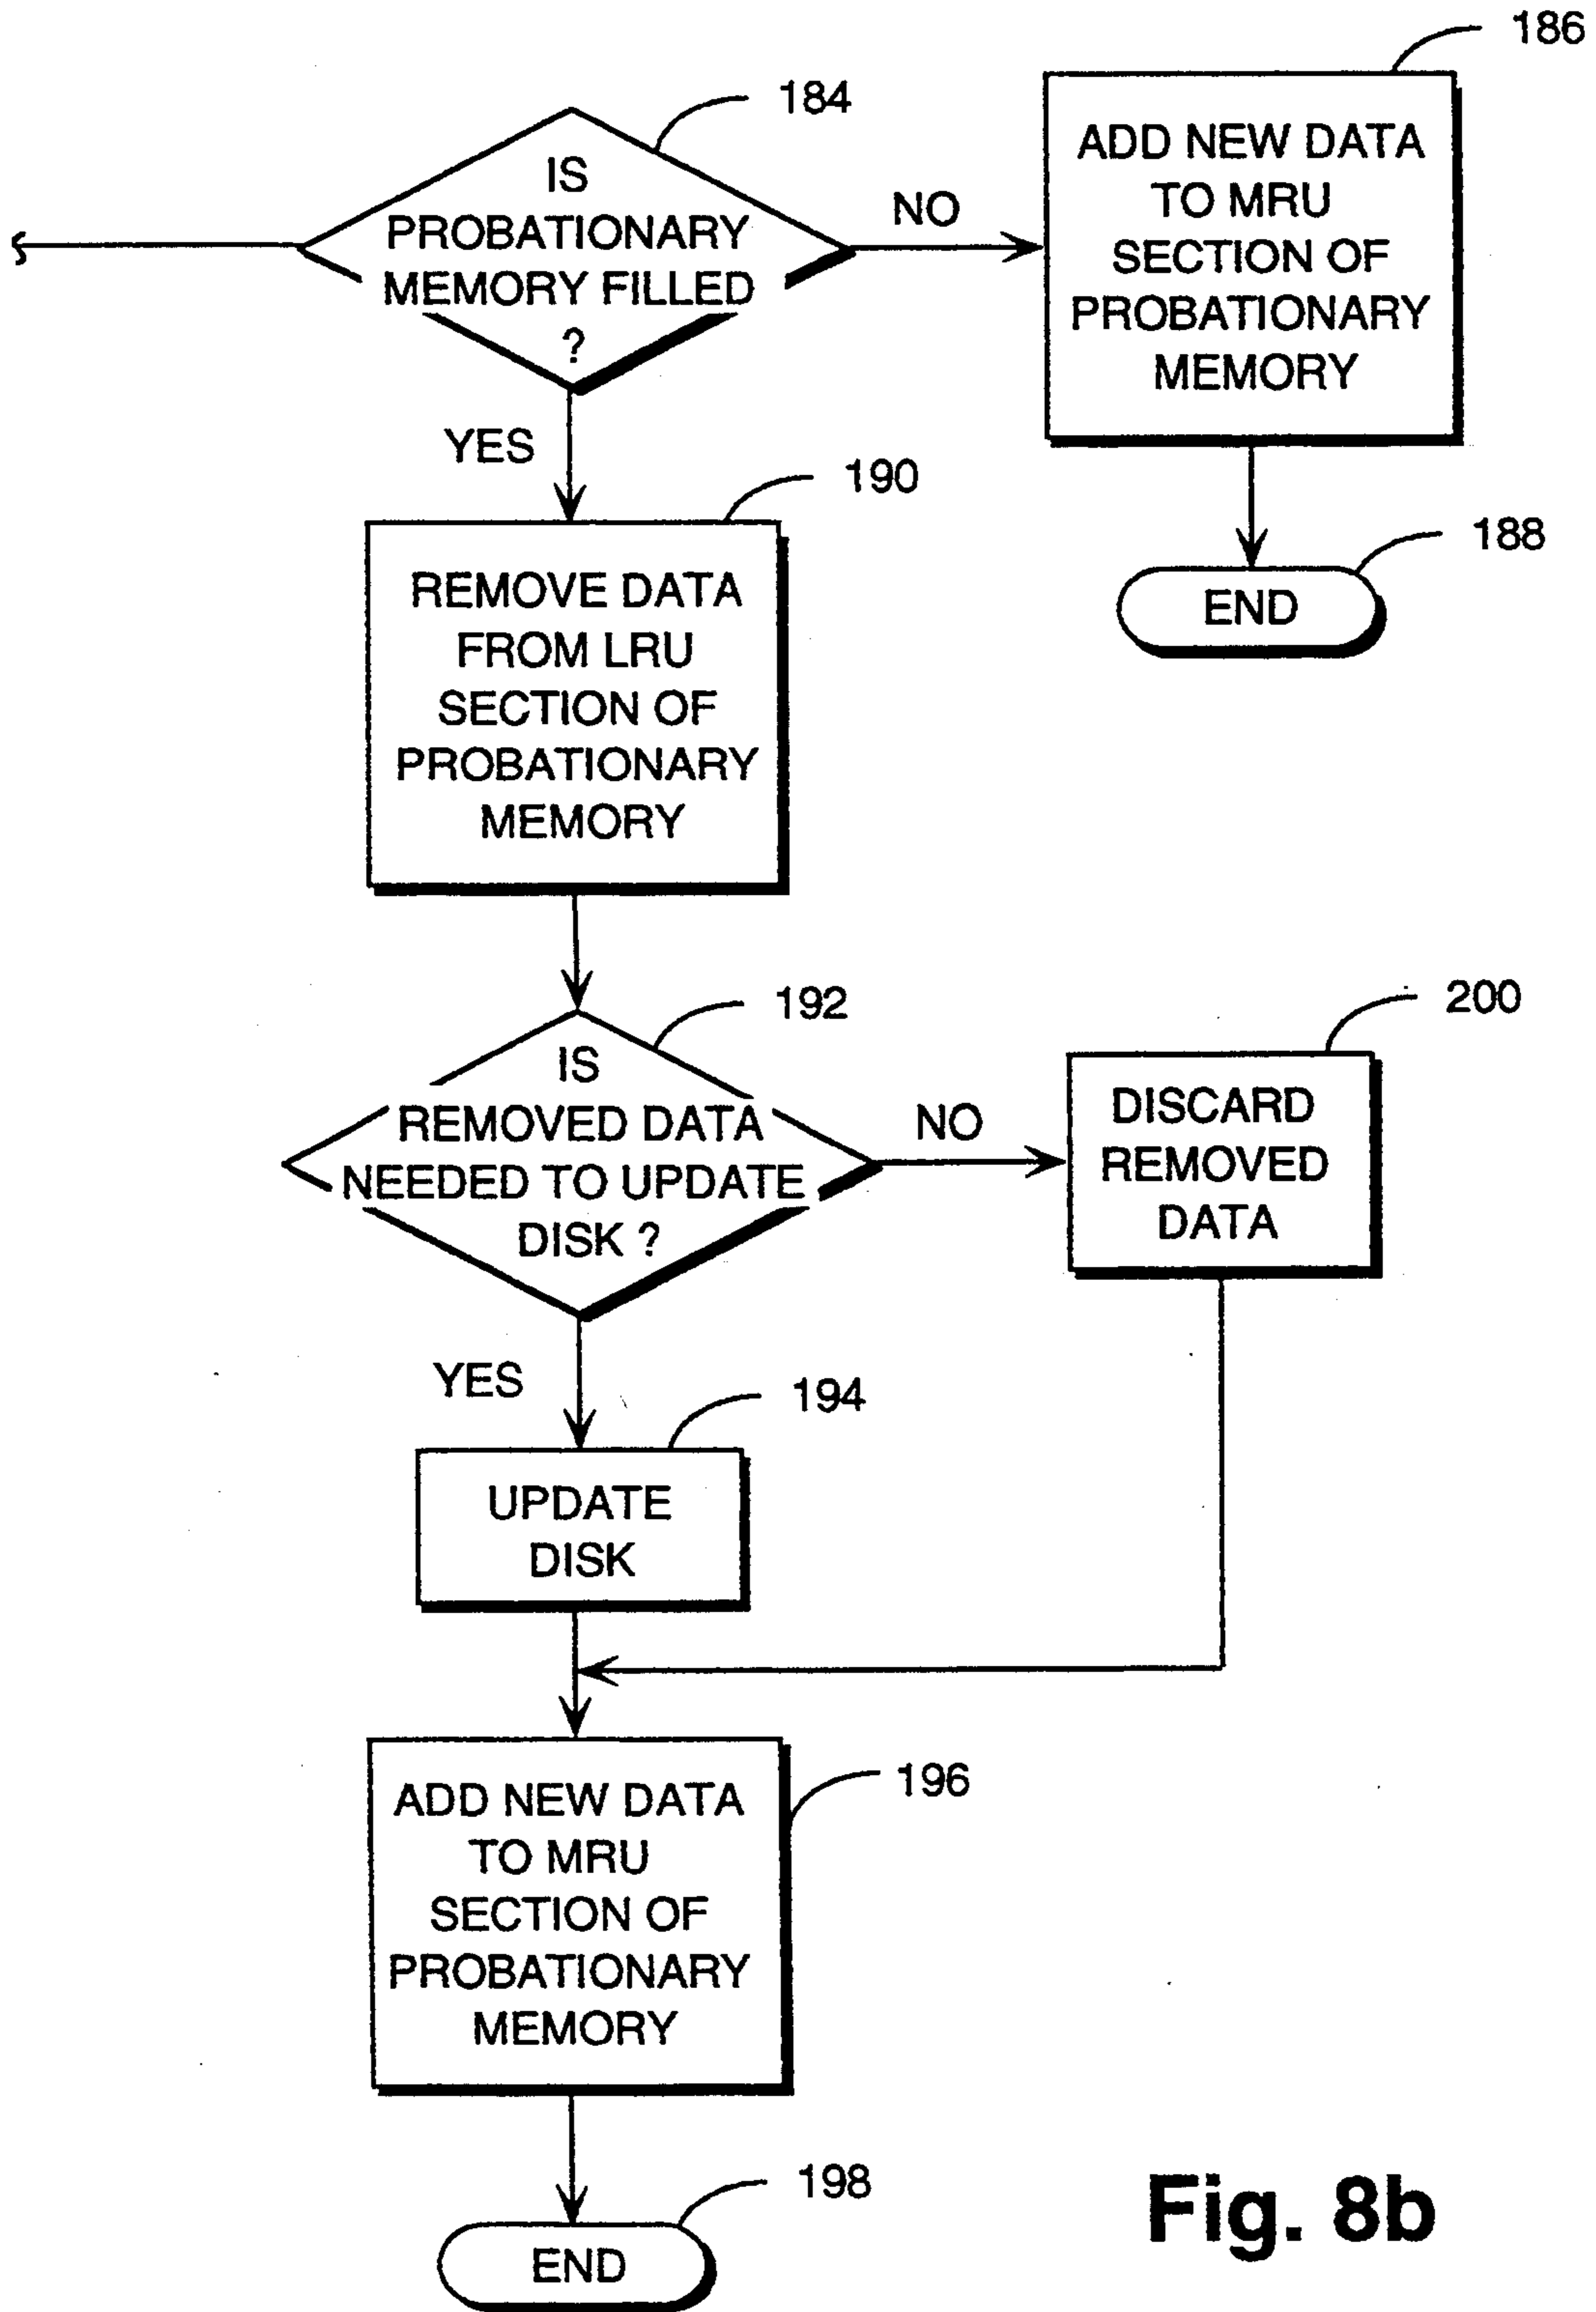 186
184
IS
PROBATIONARY
MEMORY FILLED
?
NO
ADD NEW DATA
TO MRU
SECTION OF
PROBATIONARY
MEMORY
YES
190
188
END
REMOVE DATA
FROM LRU
SECTION OF
PROBATIONARY
MEMORY
192
200
IS
REMOVED DATA
NEEDED TO UPDATE
DISK ?
NO
DISCARD
REMOVED
DATA
YES
194
UPDATE
DISK
196
ADD NEW DATA
TO MRU
SECTION OF
PROBATIONARY
MEMORY
198
END
Fig. 8b